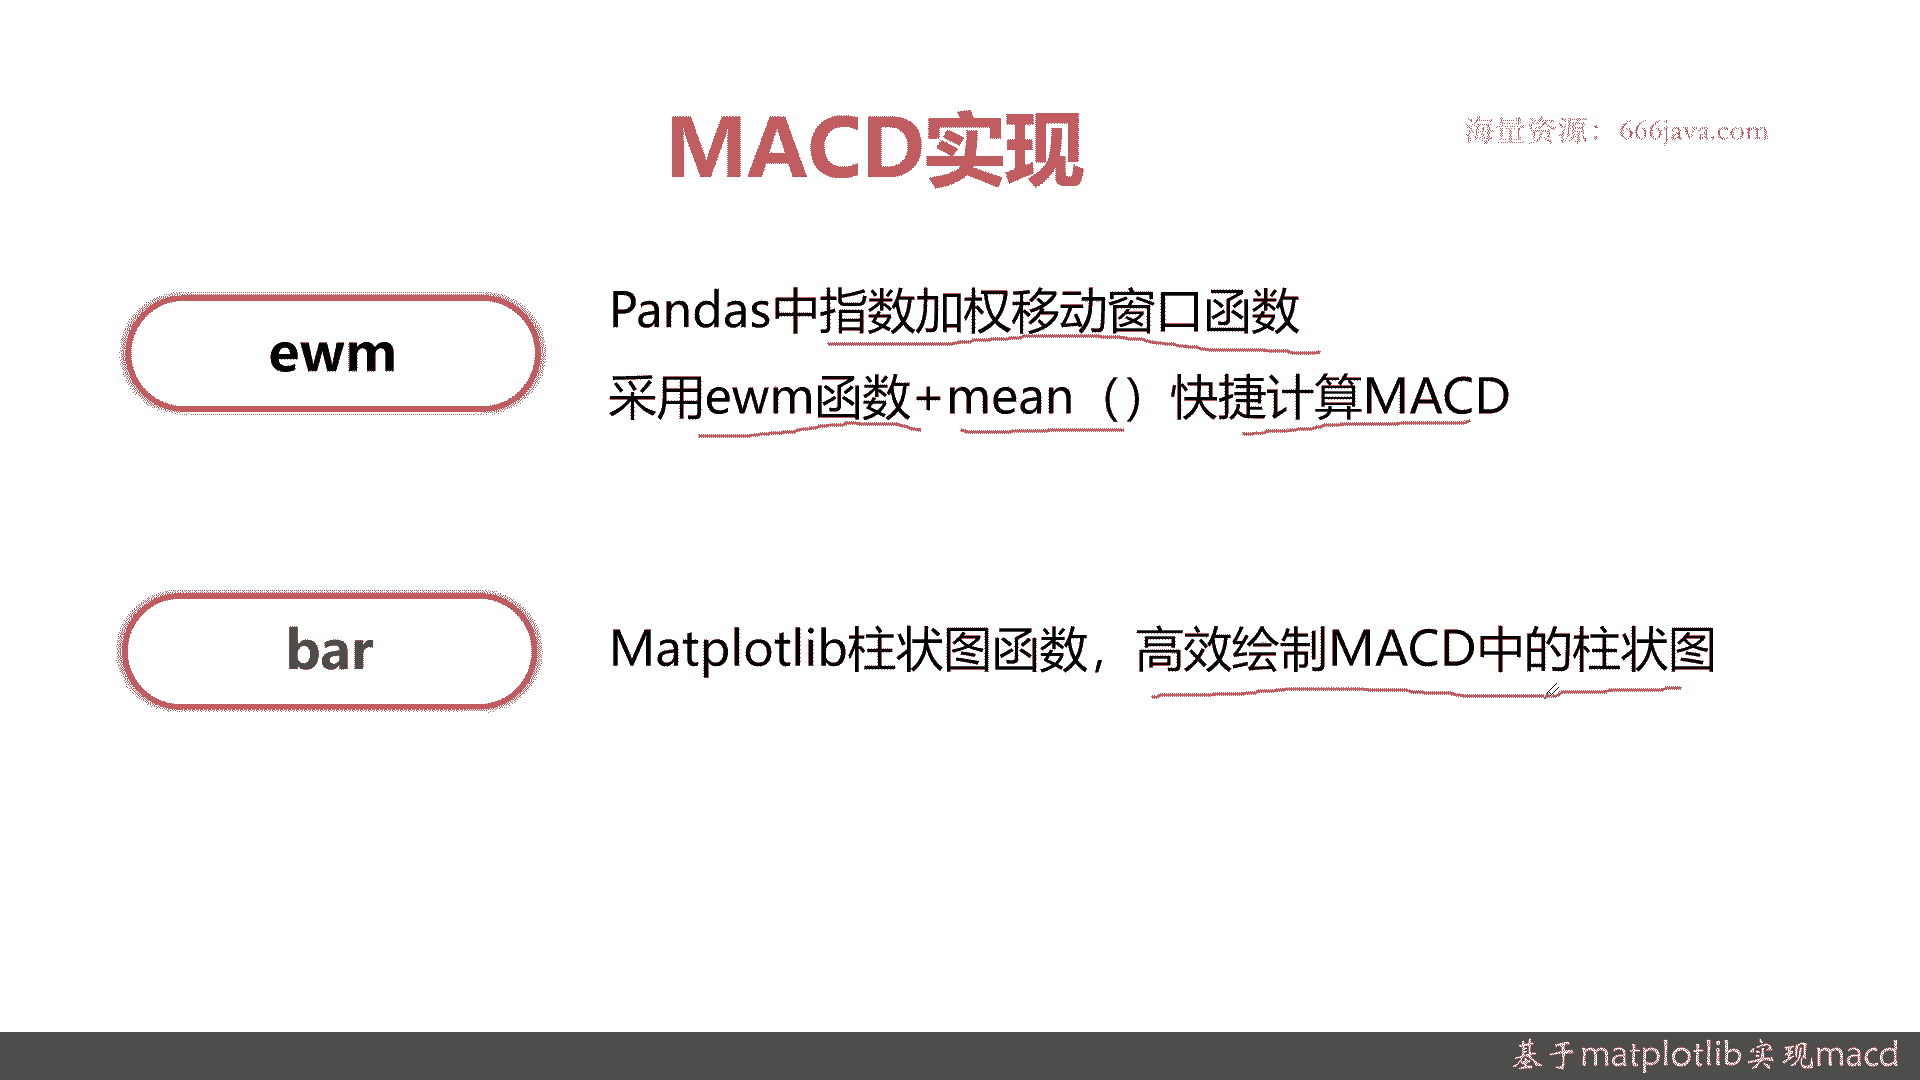 MACD实现
海量资源：666java.com
ewm
Pandas中指数加权移动窗口函数
采用ewm函数+mean（）快捷计算MACD
bar
Matplotlib柱状图函数，高效绘制MACD中的柱状图
基于matplotlib实现macd